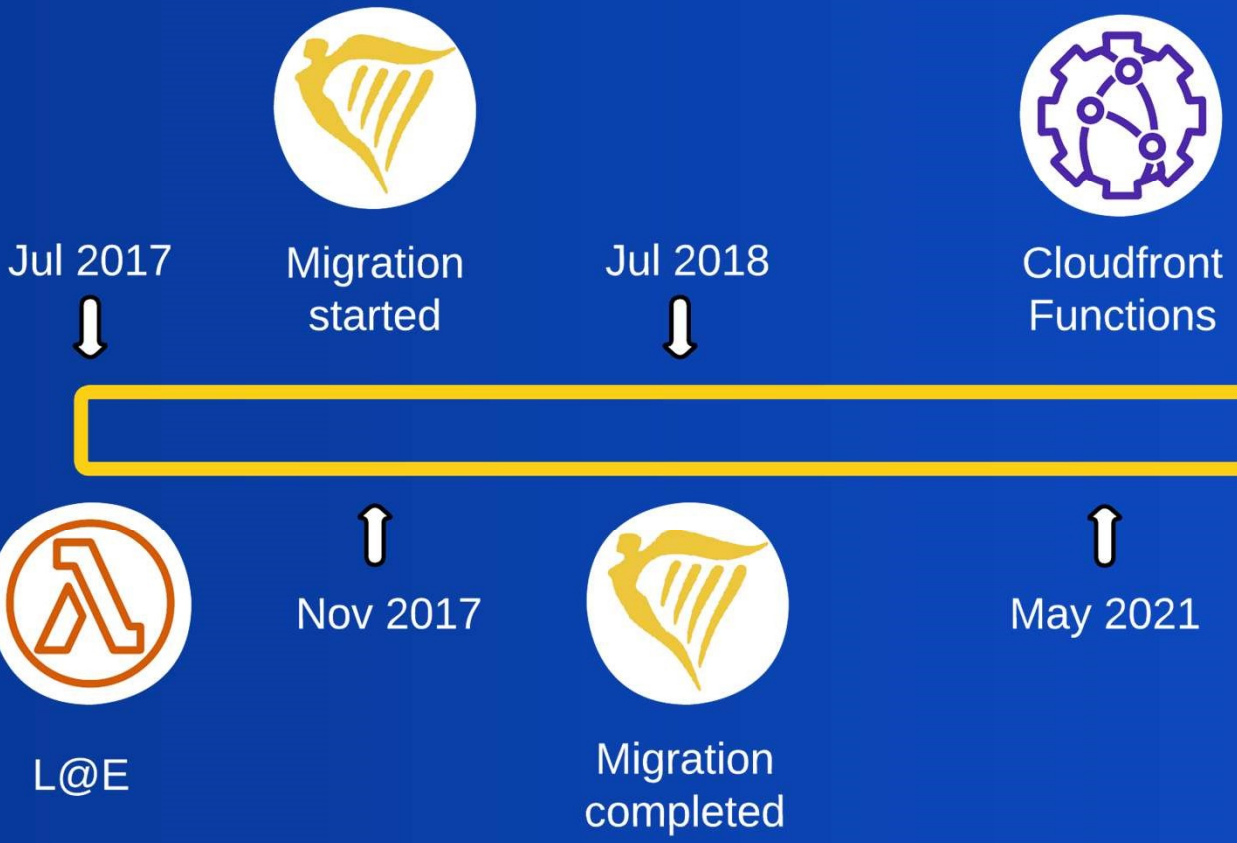 Jul 2017
Migration
started
Jul 2018
Cloudfront
Functions
Nov 2017
May 2021
L@E
Migration
completed